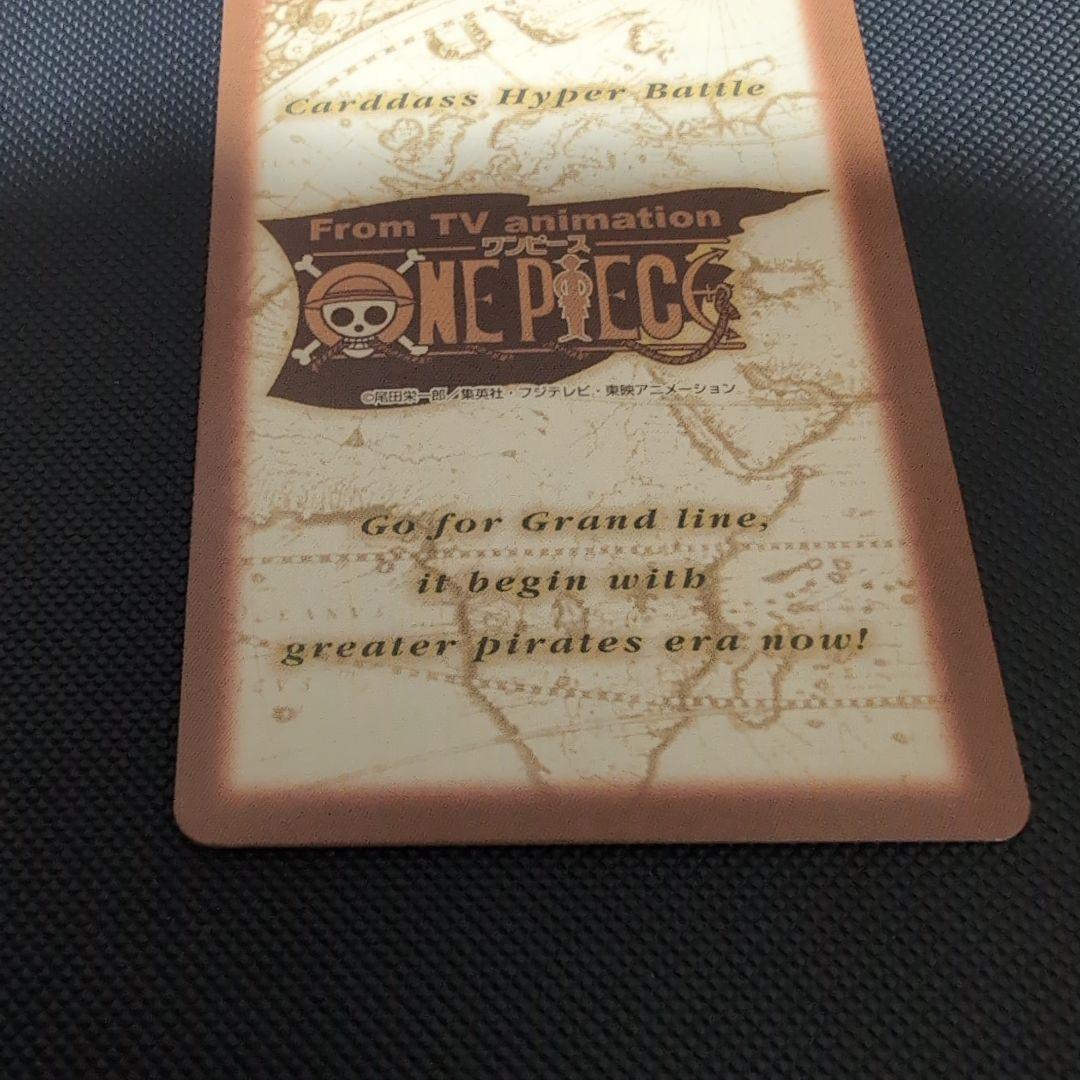 Carddass Hyper Battle
From TV animation
ワンピース
ONE PIECE
©尾田栄一郎／集英社・フジテレビ・東映アニメーション
Go for Grand line,
it begin with
greater pirates era now!